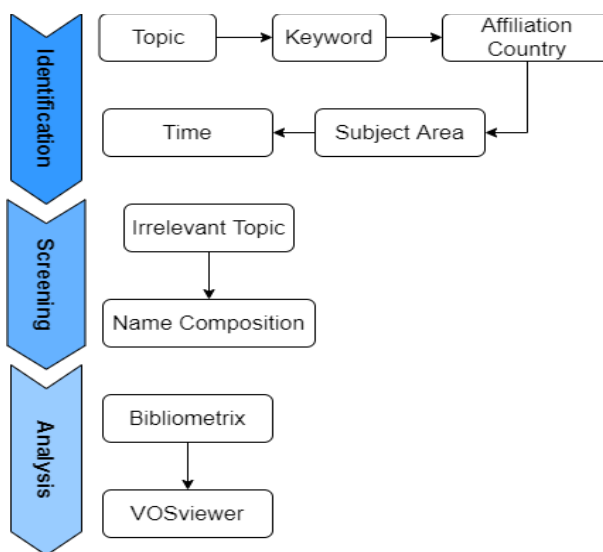 Identification
Topic
Keyword
Affiliation
Country
Time
Subject Area
Screening
Irrelevant Topic
Name Composition
Analysis
Bibliometrix
VOSviewer